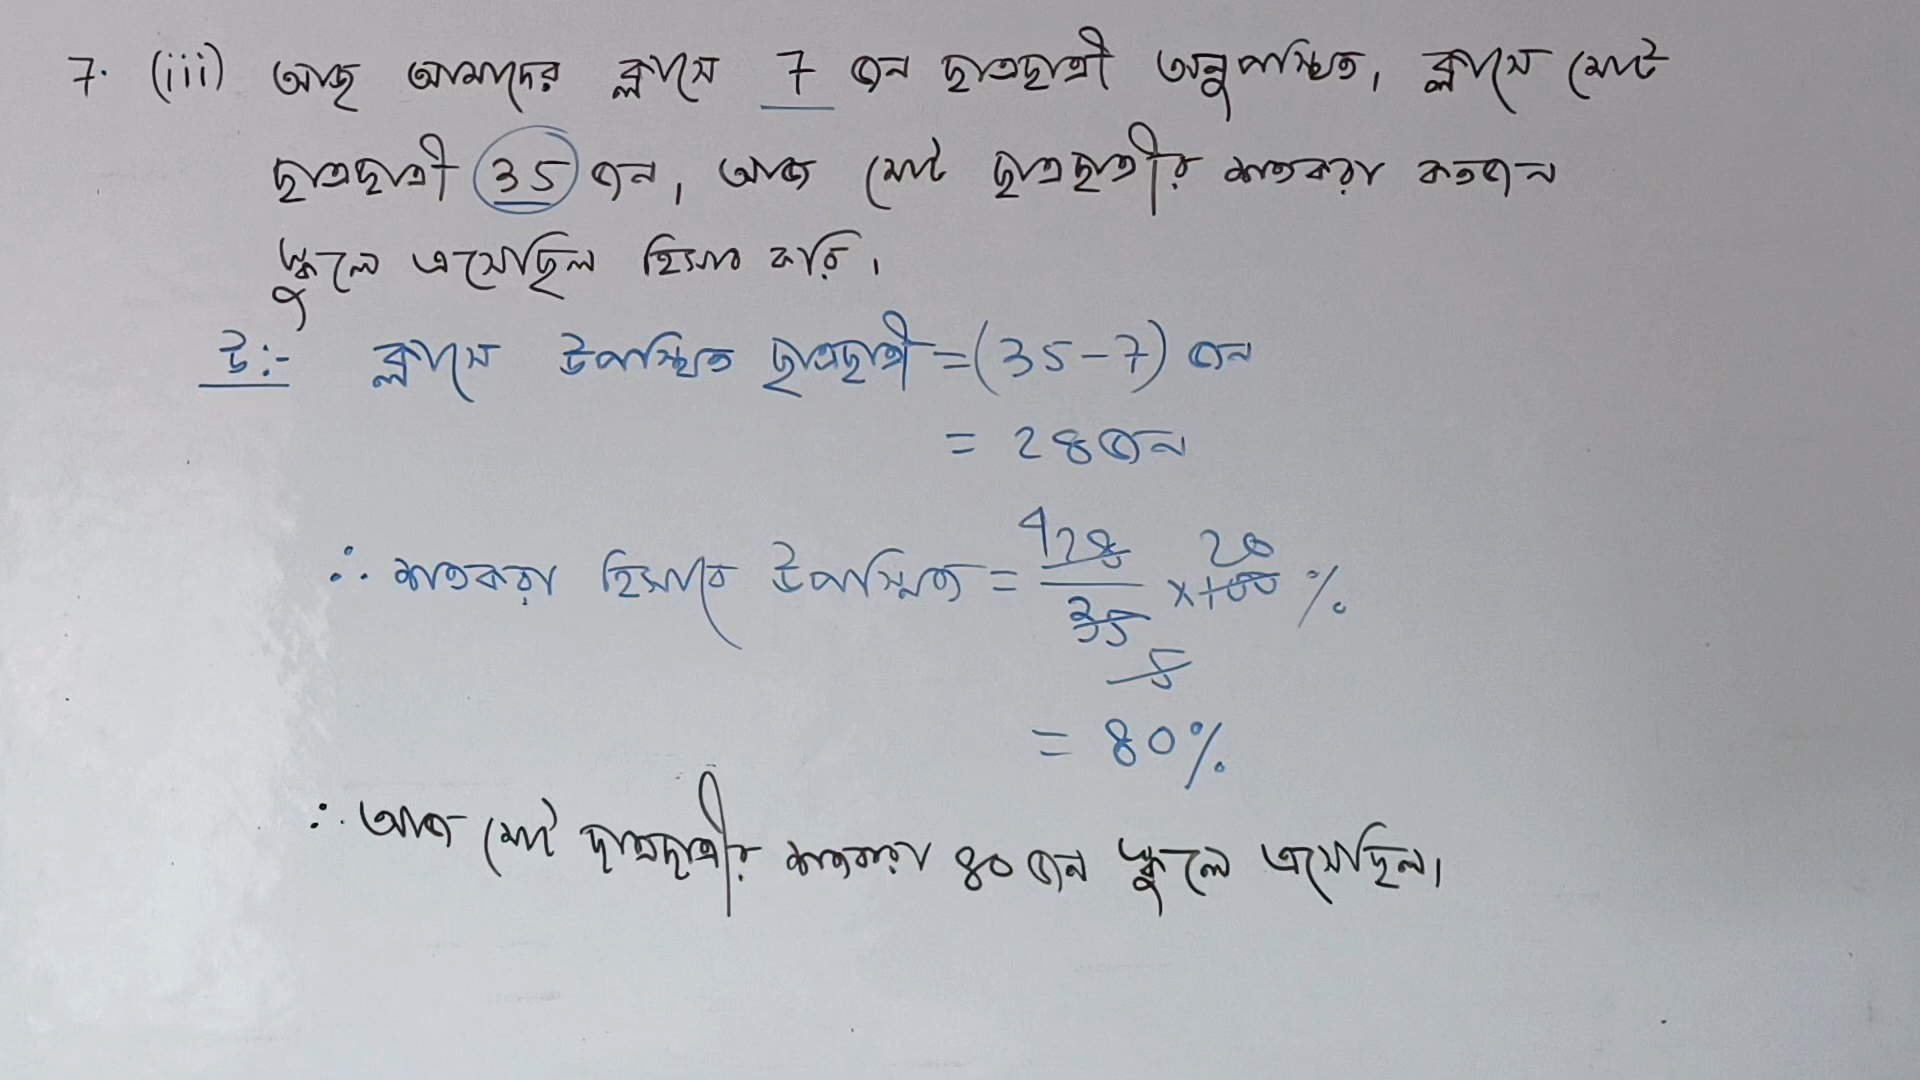 7. (iii) আজ আমাদের ক্লাসে 7 জন ছাত্রছাত্রী অনুপস্থিত। ক্লাসে মোট
ছাত্রছাত্রী 35 জন। আজ মোট ছাত্রছাত্রীর শতকরা কতজন
স্কুলে এসেছিল হিসাব করি।
উ:- ক্লাসে উপস্থিত ছাত্রছাত্রী = (35-7) জন
= 28 জন
4 20
∴ শতকরা হিসাবে উপস্থিত = 28/35 × 100 %
5
= 80%
∴ আজ মোট ছাত্রছাত্রীর শতকরা 80 জন স্কুলে এসেছিল।